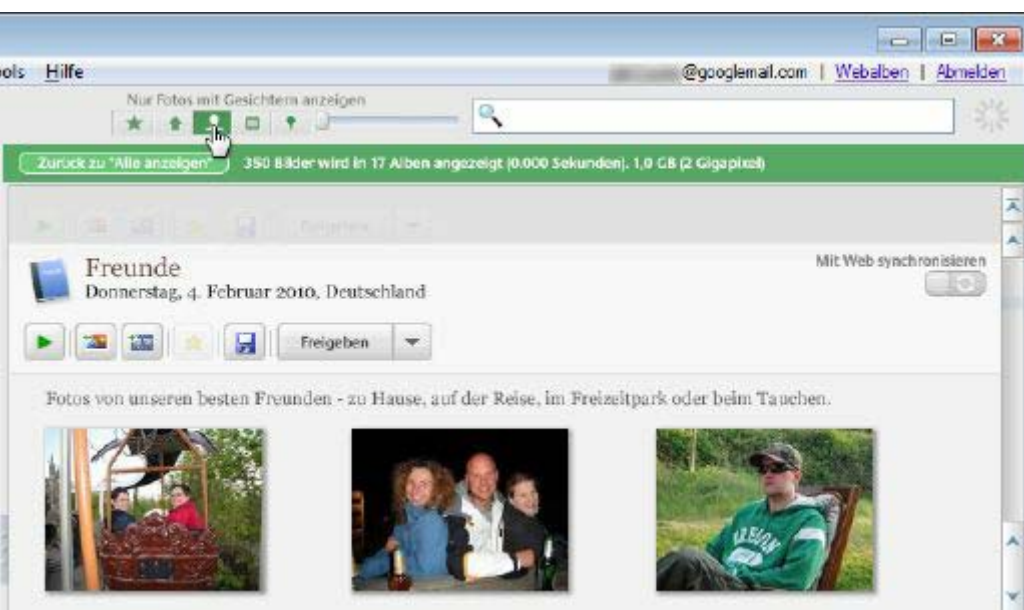 ols Hilfe
@googlemail.com | Webalben | Abmelden
Nur Fotos mit Gesichtern anzeigen
Zurück zu "Alle anzeigen" 350 Bilder wird in 17 Alben angezeigt (0.000 Sekunden). 1,0 GB (2 Gigapixel)
Freigeben
Freunde
Mit Web synchronisieren
Donnerstag, 4. Februar 2010, Deutschland
Freigeben
Fotos von unseren besten Freunden - zu Hause, auf der Reise, im Freizeitpark oder beim Tauchen.
OREGON